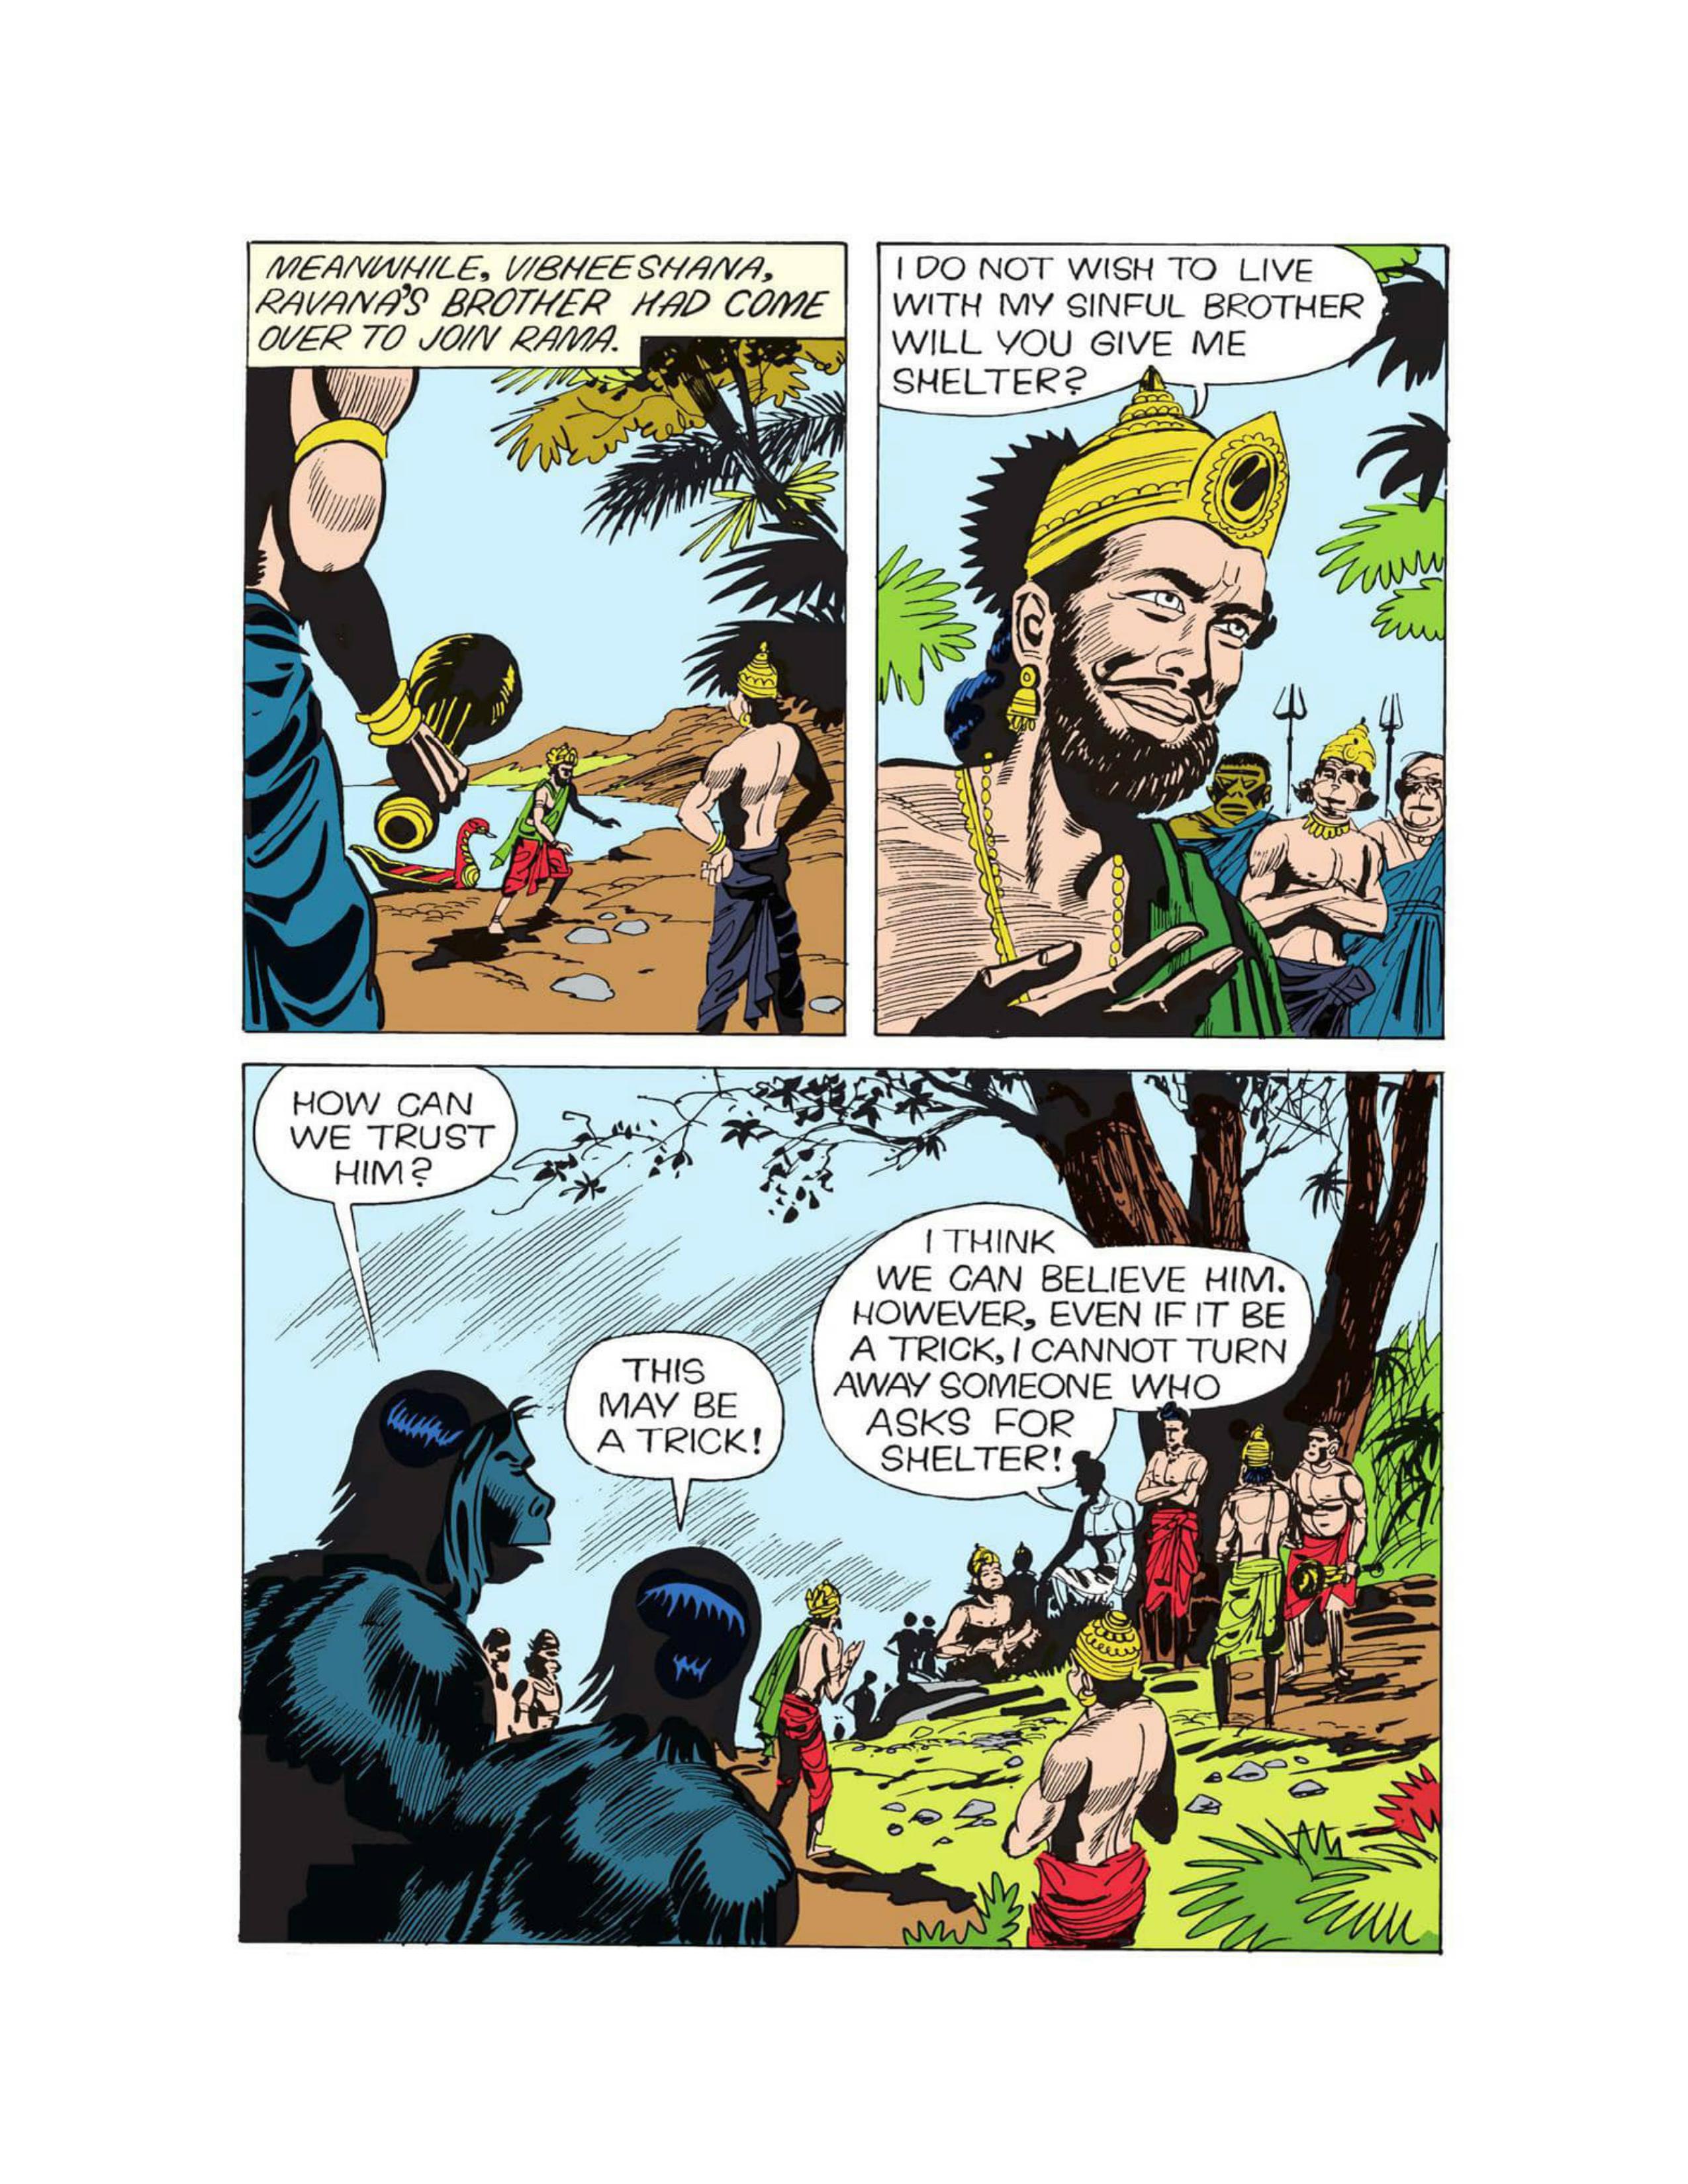 MEANWHILE, VIBHEESHANA,
RAVANA'S BROTHER HAD COME
OVER TO JOIN RAMA.
I DO NOT WISH TO LIVE
WITH MY SINFUL BROTHER
WILL YOU GIVE ME
SHELTER?
HOW CAN
WE TRUST
HIM?
THIS
MAY BE
A TRICK!
I THINK
WE CAN BELIEVE HIM.
HOWEVER, EVEN IF IT BE
A TRICK, I CANNOT TURN
AWAY SOMEONE WHO
ASKS FOR
SHELTER!